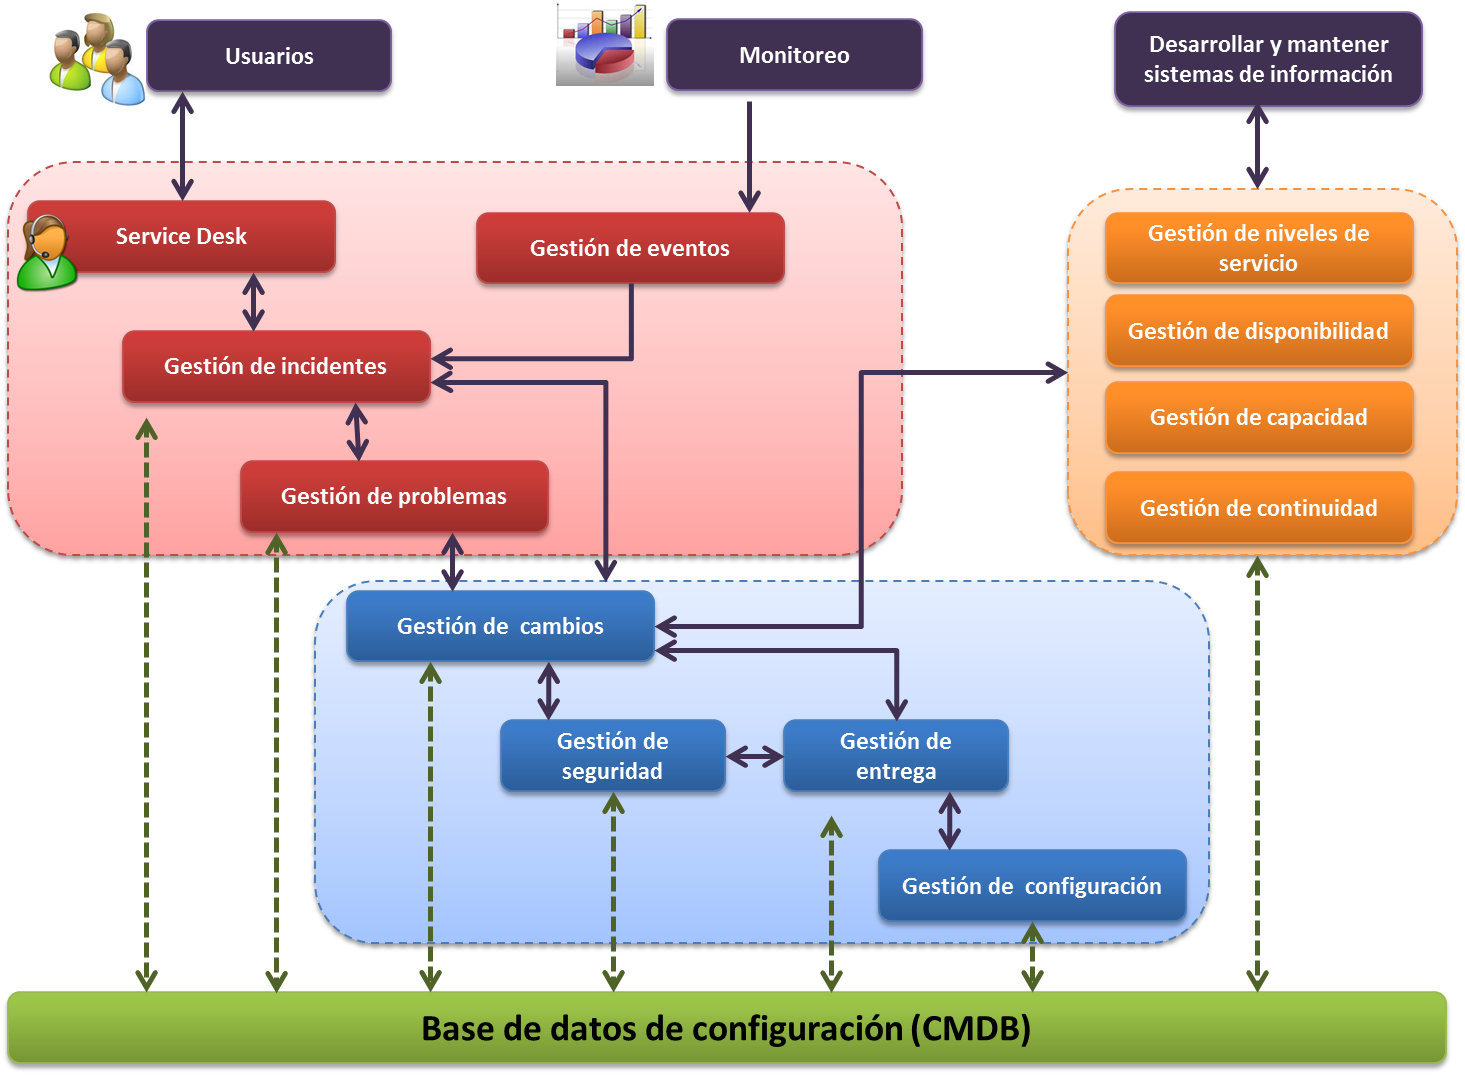 Usuarios
Monitoreo
Desarrollar y mantener
sistemas de información
Service Desk
Gestión de eventos
Gestión de niveles de
servicio
Gestión de disponibilidad
Gestión de incidentes
Gestión de capacidad
Gestión de problemas
Gestión de continuidad
Gestión de cambios
Gestión de
seguridad
Gestión de
entrega
Gestión de configuración
Base de datos de configuración (CMDB)